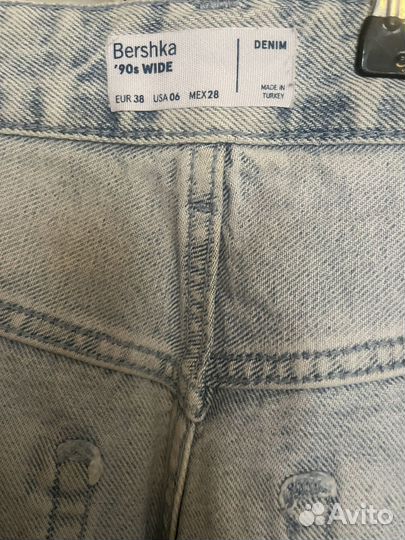 Bershka
'90s WIDE
DENIM
EUR 38 USA 06 MEX 28
MADE IN
TURKEY
Avito